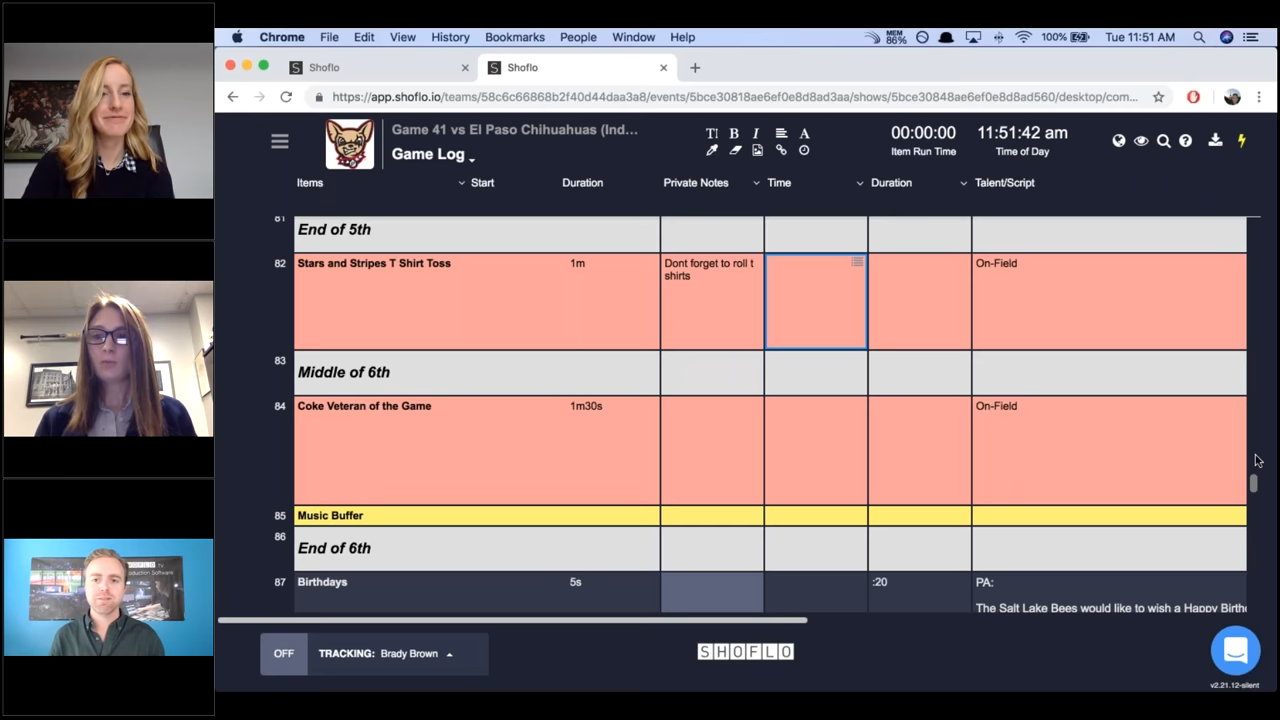 Chrome File Edit View History Bookmarks People Window Help MEM 86% 100% Tue 11:51 AM
S Shoflo × S Shoflo × +
https://app.shoflo.io/teams/58c6c66868b2f40d44daa3a8/events/5bce30818ae6ef0e8d8ad3aa/shows/5bce30848ae6ef0e8d8ad560/desktop/com...
Game 41 vs El Paso Chihuahuas (Ind...
Game Log
T B I A
00:00:00
Item Run Time
11:51:42 am
Time of Day
Items Start Duration Private Notes Time Duration Talent/Script
81 End of 5th
82 Stars and Stripes T Shirt Toss 1m Dont forget to roll t On-Field
shirts
83 Middle of 6th
84 Coke Veteran of the Game 1m30s On-Field
85 Music Buffer
86 End of 6th
87 Birthdays 5s :20 PA:
The Salt Lake Bees would like to wish a Happy Birth
OFF TRACKING: Brady Brown
SHOFLO
v2.21.12-silent